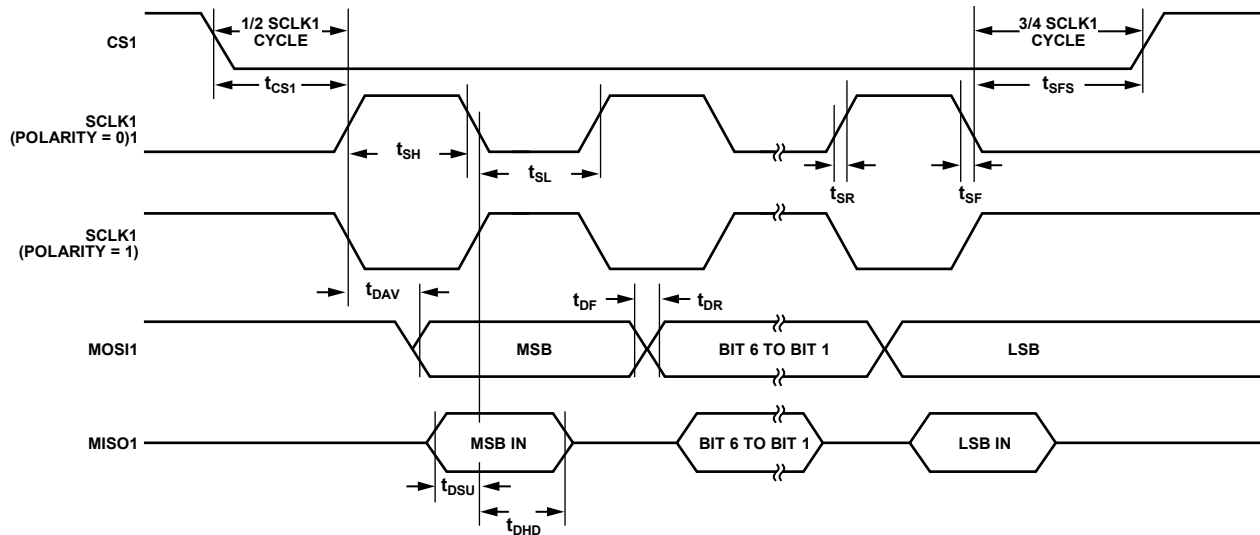 1/2 SCLK1
CYCLE
3/4 SCLK1
CYCLE
CS1
tCS1
tSFS
SCLK1
(POLARITY = 0)1
tSH
tSL
tSR
tSF
SCLK1
(POLARITY = 1)
tDAV
tDF
tDR
MOSI1
MSB
BIT 6 TO BIT 1
LSB
MISO1
MSB IN
BIT 6 TO BIT 1
LSB IN
tDSU
tDHD